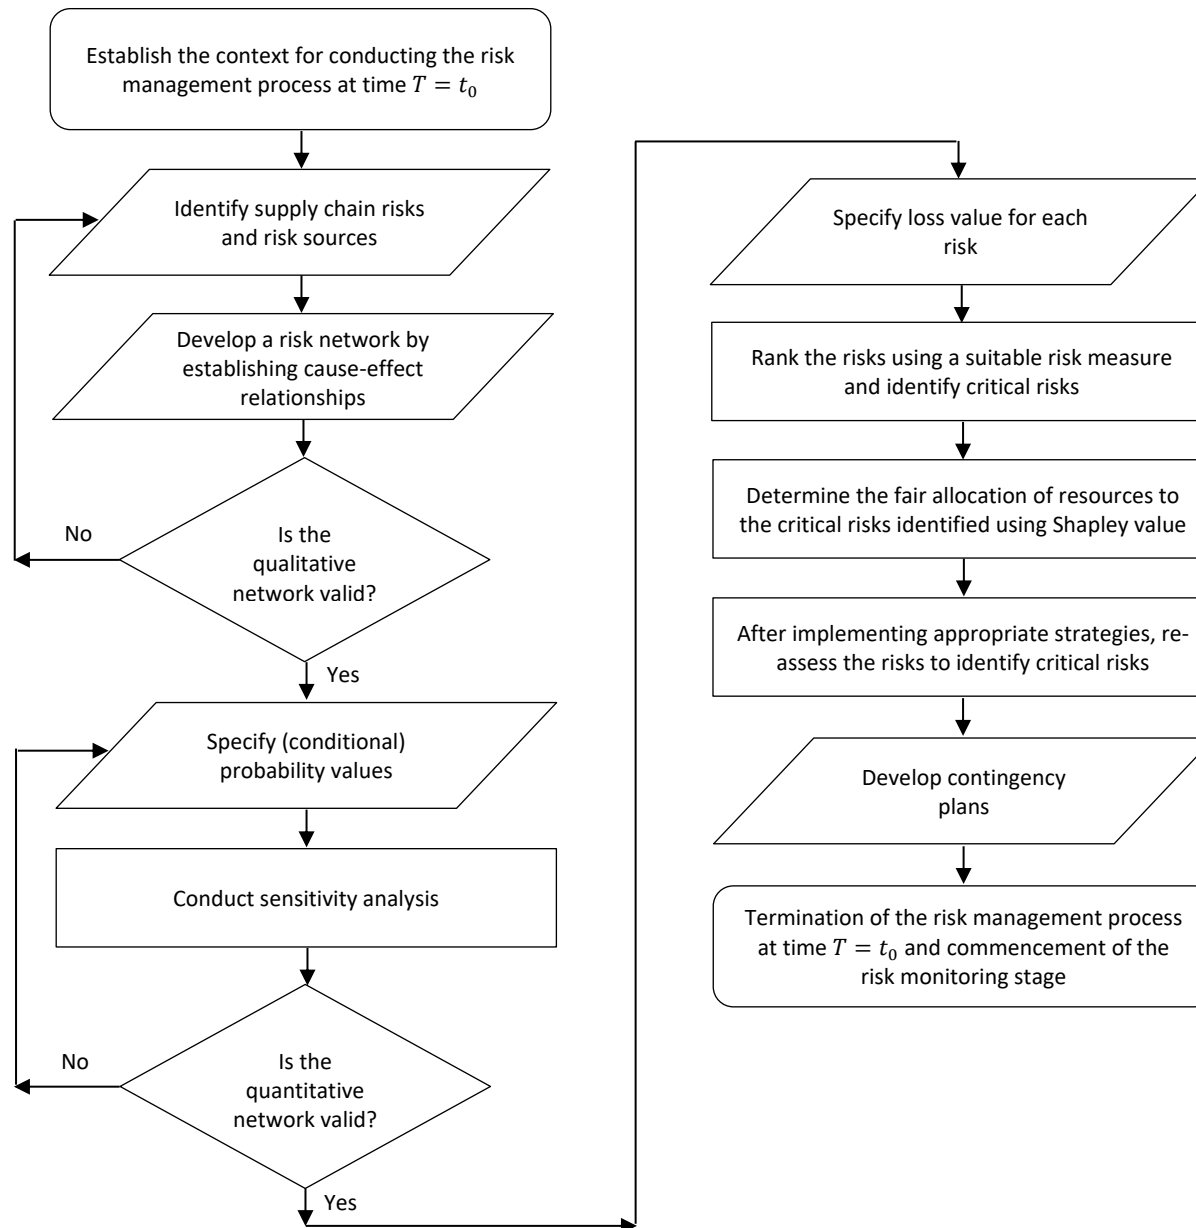 Establish the context for conducting the risk
management process at time T = t₀
Identify supply chain risks
and risk sources
Develop a risk network by
establishing cause-effect
relationships
No
Is the
qualitative
network valid?
Yes
Specify (conditional)
probability values
Conduct sensitivity analysis
No
Is the
quantitative
network valid?
Yes
Specify loss value for each
risk
Rank the risks using a suitable risk measure
and identify critical risks
Determine the fair allocation of resources to
the critical risks identified using Shapley value
After implementing appropriate strategies, re-
assess the risks to identify critical risks
Develop contingency
plans
Termination of the risk management process
at time T = t₀ and commencement of the
risk monitoring stage